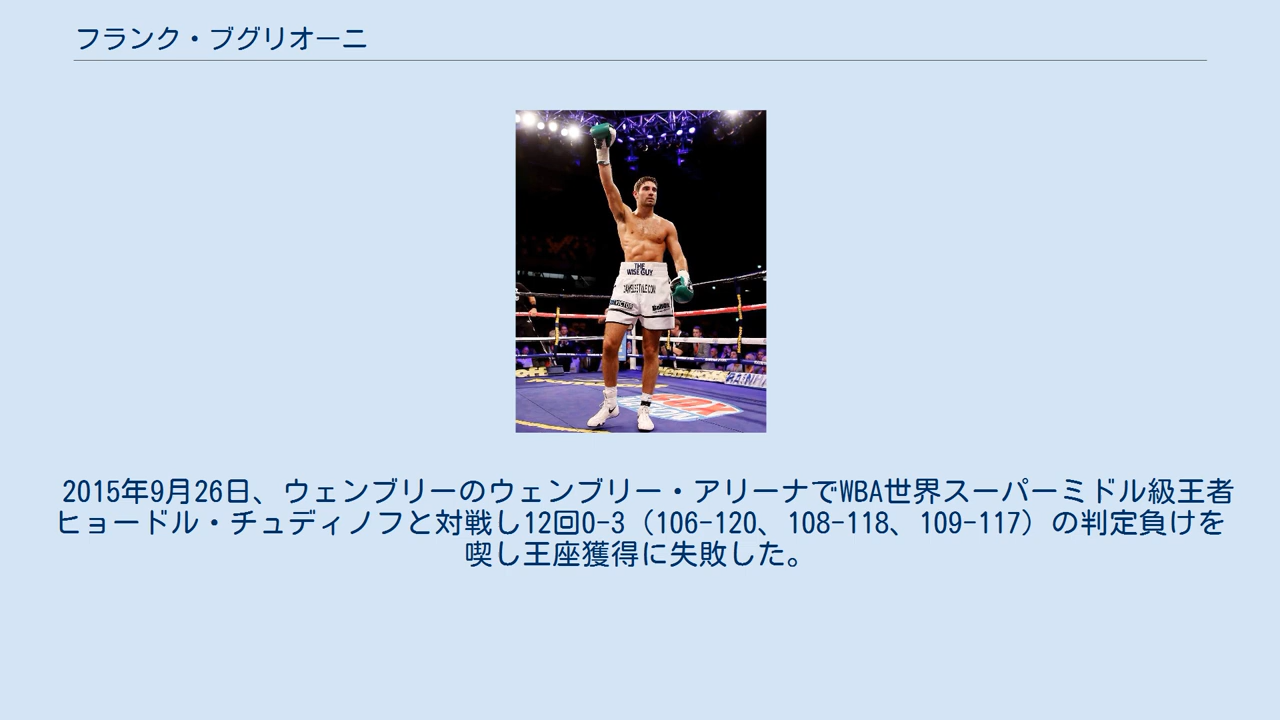 フランク・ブグリオーニ
THE
WISE GUY
2015年9月26日、ウェンブリーのウェンブリー・アリーナでWBA世界スーパーミドル級王者
ヒョードル・チュディノフと対戦し12回0-3（106-120、108-118、109-117）の判定負けを
喫し王座獲得に失敗した。